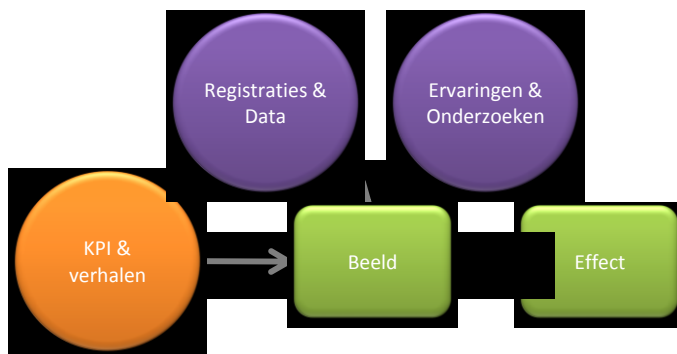 Registraties &
Data
Ervaringen &
Onderzoeken
KPI &
verhalen
Beeld
Effect